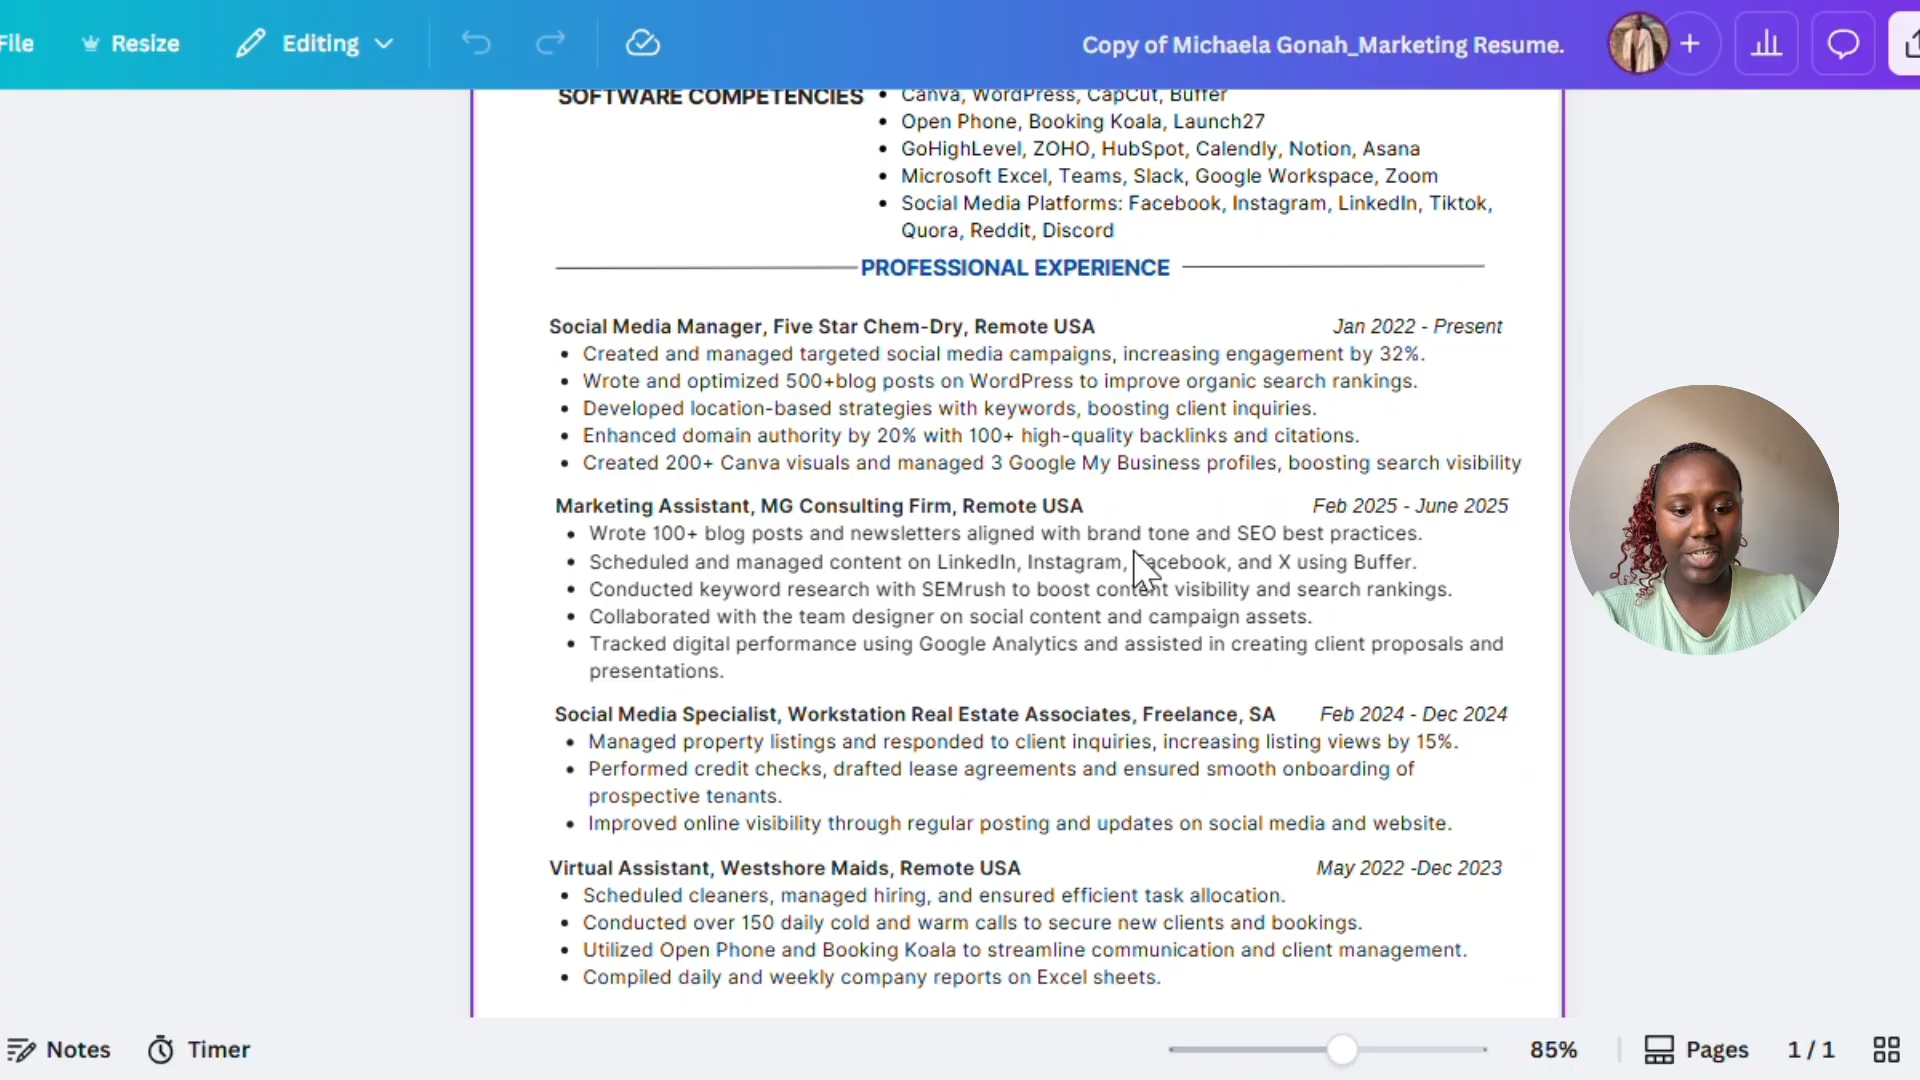 File
Resize
Editing
Copy of Michaela Gonah_Marketing Resume.
SOFTWARE COMPETENCIES
• Canva, WordPress, CapCut, Buffer
• Open Phone, Booking Koala, Launch27
• GoHighLevel, ZOHO, HubSpot, Calendly, Notion, Asana
• Microsoft Excel, Teams, Slack, Google Workspace, Zoom
• Social Media Platforms: Facebook, Instagram, LinkedIn, Tiktok,
Quora, Reddit, Discord
PROFESSIONAL EXPERIENCE
Social Media Manager, Five Star Chem-Dry, Remote USA Jan 2022 - Present
• Created and managed targeted social media campaigns, increasing engagement by 32%.
• Wrote and optimized 500+blog posts on WordPress to improve organic search rankings.
• Developed location-based strategies with keywords, boosting client inquiries.
• Enhanced domain authority by 20% with 100+ high-quality backlinks and citations.
• Created 200+ Canva visuals and managed 3 Google My Business profiles, boosting search visibility
Marketing Assistant, MG Consulting Firm, Remote USA Feb 2025 - June 2025
• Wrote 100+ blog posts and newsletters aligned with brand tone and SEO best practices.
• Scheduled and managed content on LinkedIn, Instagram, Facebook, and X using Buffer.
• Conducted keyword research with SEMrush to boost content visibility and search rankings.
• Collaborated with the team designer on social content and campaign assets.
• Tracked digital performance using Google Analytics and assisted in creating client proposals and
presentations.
Social Media Specialist, Workstation Real Estate Associates, Freelance, SA Feb 2024 - Dec 2024
• Managed property listings and responded to client inquiries, increasing listing views by 15%.
• Performed credit checks, drafted lease agreements and ensured smooth onboarding of
prospective tenants.
• Improved online visibility through regular posting and updates on social media and website.
Virtual Assistant, Westshore Maids, Remote USA May 2022 -Dec 2023
• Scheduled cleaners, managed hiring, and ensured efficient task allocation.
• Conducted over 150 daily cold and warm calls to secure new clients and bookings.
• Utilized Open Phone and Booking Koala to streamline communication and client management.
• Compiled daily and weekly company reports on Excel sheets.
Notes
Timer
85%
Pages
1 / 1